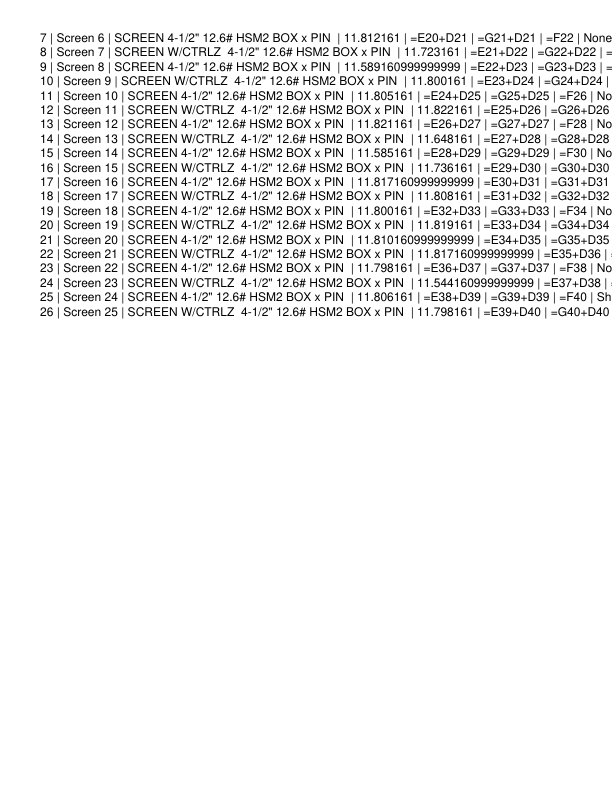 7 | Screen 6 | SCREEN 4-1/2" 12.6# HSM2 BOX x PIN  | 11.812161 | =E20+D21 | =G21+D21 | =F22 | None
8 | Screen 7 | SCREEN W/CTRLZ  4-1/2" 12.6# HSM2 BOX x PIN  | 11.723161 | =E21+D22 | =G22+D22 | =
9 | Screen 8 | SCREEN 4-1/2" 12.6# HSM2 BOX x PIN  | 11.589160999999999 | =E22+D23 | =G23+D23 | =
10 | Screen 9 | SCREEN W/CTRLZ  4-1/2" 12.6# HSM2 BOX x PIN  | 11.800161 | =E23+D24 | =G24+D24 |
11 | Screen 10 | SCREEN 4-1/2" 12.6# HSM2 BOX x PIN  | 11.805161 | =E24+D25 | =G25+D25 | =F26 | No
12 | Screen 11 | SCREEN W/CTRLZ  4-1/2" 12.6# HSM2 BOX x PIN  | 11.822161 | =E25+D26 | =G26+D26
13 | Screen 12 | SCREEN 4-1/2" 12.6# HSM2 BOX x PIN  | 11.821161 | =E26+D27 | =G27+D27 | =F28 | No
14 | Screen 13 | SCREEN W/CTRLZ  4-1/2" 12.6# HSM2 BOX x PIN  | 11.648161 | =E27+D28 | =G28+D28
15 | Screen 14 | SCREEN 4-1/2" 12.6# HSM2 BOX x PIN  | 11.585161 | =E28+D29 | =G29+D29 | =F30 | No
16 | Screen 15 | SCREEN W/CTRLZ  4-1/2" 12.6# HSM2 BOX x PIN  | 11.736161 | =E29+D30 | =G30+D30
17 | Screen 16 | SCREEN 4-1/2" 12.6# HSM2 BOX x PIN  | 11.817160999999999 | =E30+D31 | =G31+D31
18 | Screen 17 | SCREEN W/CTRLZ  4-1/2" 12.6# HSM2 BOX x PIN  | 11.808161 | =E31+D32 | =G32+D32
19 | Screen 18 | SCREEN 4-1/2" 12.6# HSM2 BOX x PIN  | 11.800161 | =E32+D33 | =G33+D33 | =F34 | No
20 | Screen 19 | SCREEN W/CTRLZ  4-1/2" 12.6# HSM2 BOX x PIN  | 11.819161 | =E33+D34 | =G34+D34
21 | Screen 20 | SCREEN 4-1/2" 12.6# HSM2 BOX x PIN  | 11.810160999999999 | =E34+D35 | =G35+D35
22 | Screen 21 | SCREEN W/CTRLZ  4-1/2" 12.6# HSM2 BOX x PIN  | 11.817160999999999 | =E35+D36 |
23 | Screen 22 | SCREEN 4-1/2" 12.6# HSM2 BOX x PIN  | 11.798161 | =E36+D37 | =G37+D37 | =F38 | No
24 | Screen 23 | SCREEN W/CTRLZ  4-1/2" 12.6# HSM2 BOX x PIN  | 11.544160999999999 | =E37+D38 |
25 | Screen 24 | SCREEN 4-1/2" 12.6# HSM2 BOX x PIN  | 11.806161 | =E38+D39 | =G39+D39 | =F40 | Sh
26 | Screen 25 | SCREEN W/CTRLZ  4-1/2" 12.6# HSM2 BOX x PIN  | 11.798161 | =E39+D40 | =G40+D40